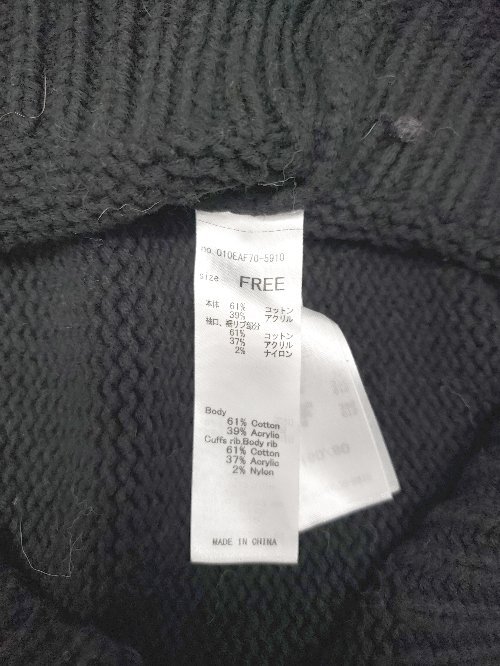 no 010EAF70-5910
size FREE
本体 61% コットン
39% アクリル
袖口、裾リブ部分
61% コットン
37% アクリル
2% ナイロン
Body
61% Cotton
39% Acrylic
Cuffs rib,Body rib
61% Cotton
37% Acrylic
2% Nylon
MADE IN CHINA